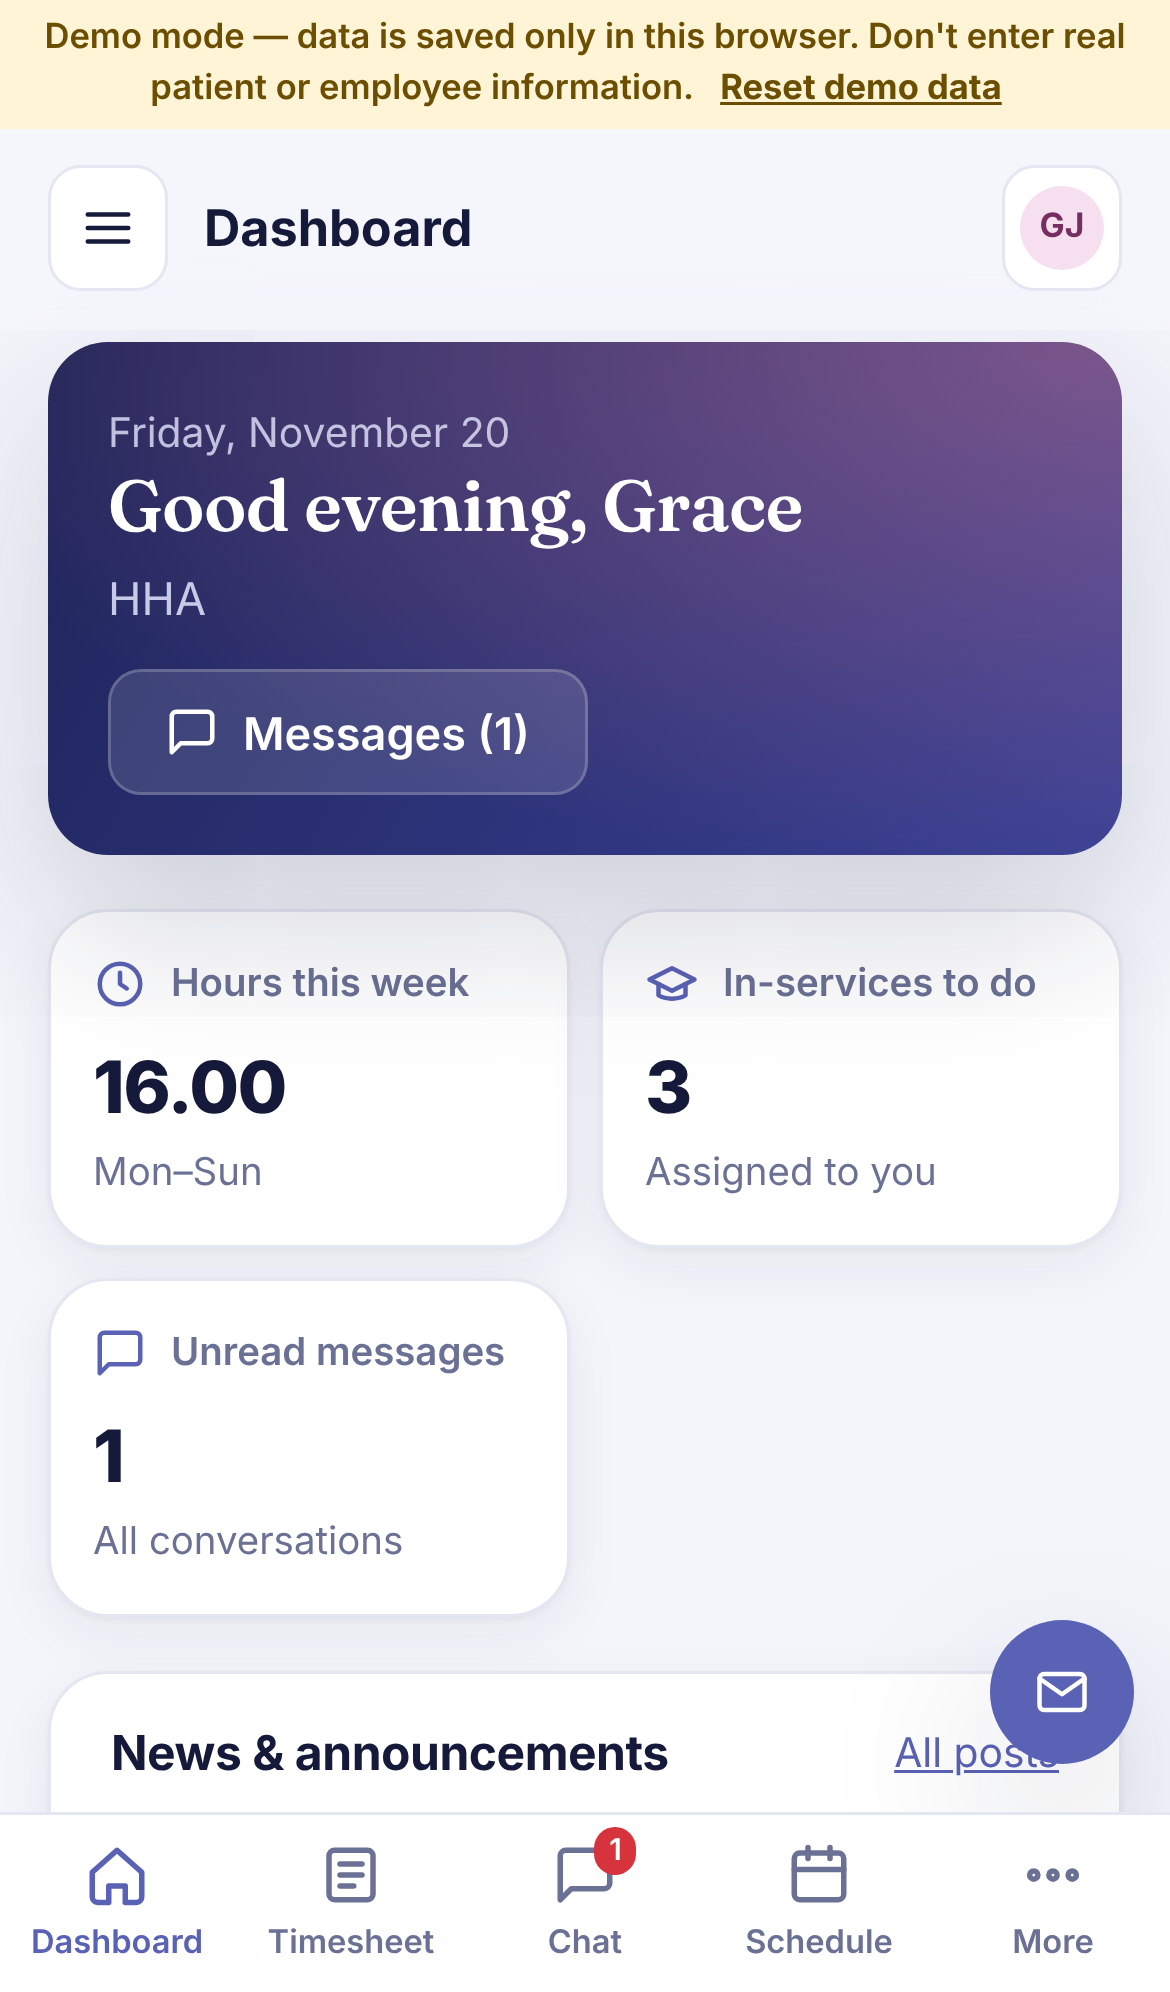 Demo mode — data is saved only in this browser. Don't enter real
patient or employee information. Reset demo data
Dashboard
GJ
Friday, November 20
Good evening, Grace
HHA
Messages (1)
Hours this week
16.00
Mon–Sun
In-services to do
3
Assigned to you
Unread messages
1
All conversations
News & announcements
All posts
1
Dashboard
Timesheet
Chat
Schedule
More